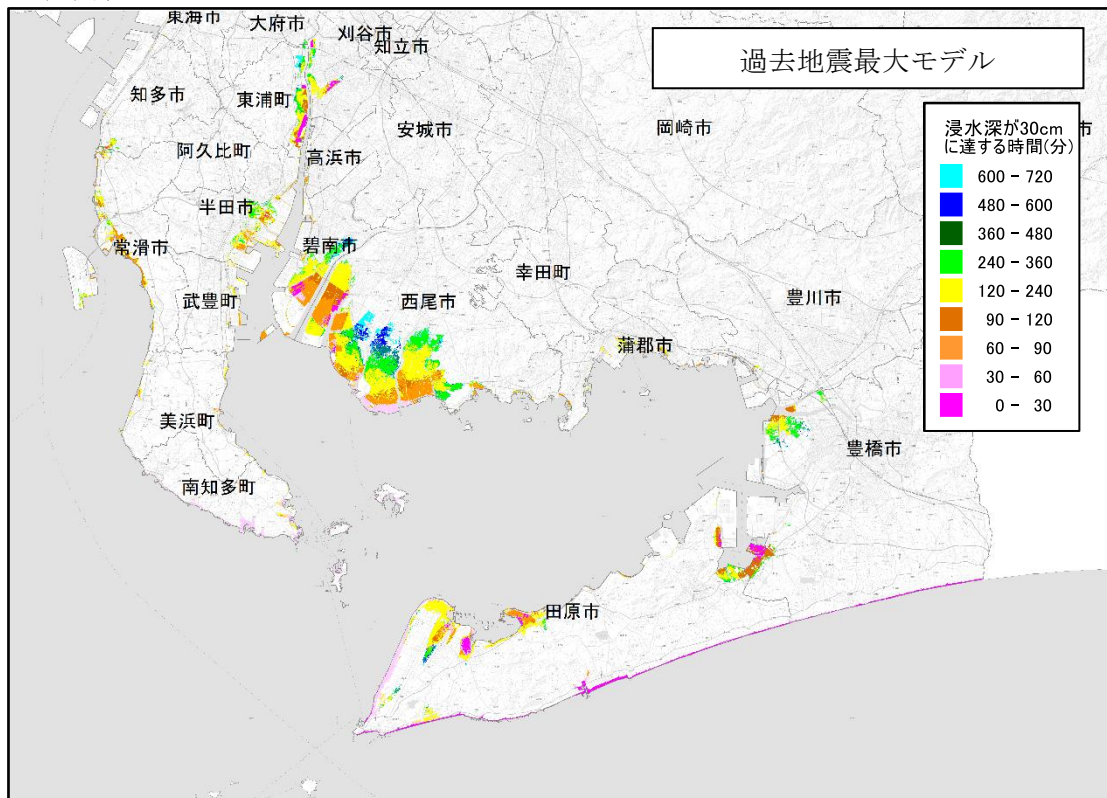 東海市
大府市
刈谷市
知立市
過去地震最大モデル
知多市
東浦町
安城市
岡崎市
市
阿久比町
高浜市
半田市
常滑市
碧南市
幸田町
武豊町
西尾市
豊川市
蒲郡市
美浜町
豊橋市
南知多町
田原市
浸水深が30cm
に達する時間(分)
600 - 720
480 - 600
360 - 480
240 - 360
120 - 240
90 - 120
60 - 90
30 - 60
0 - 30